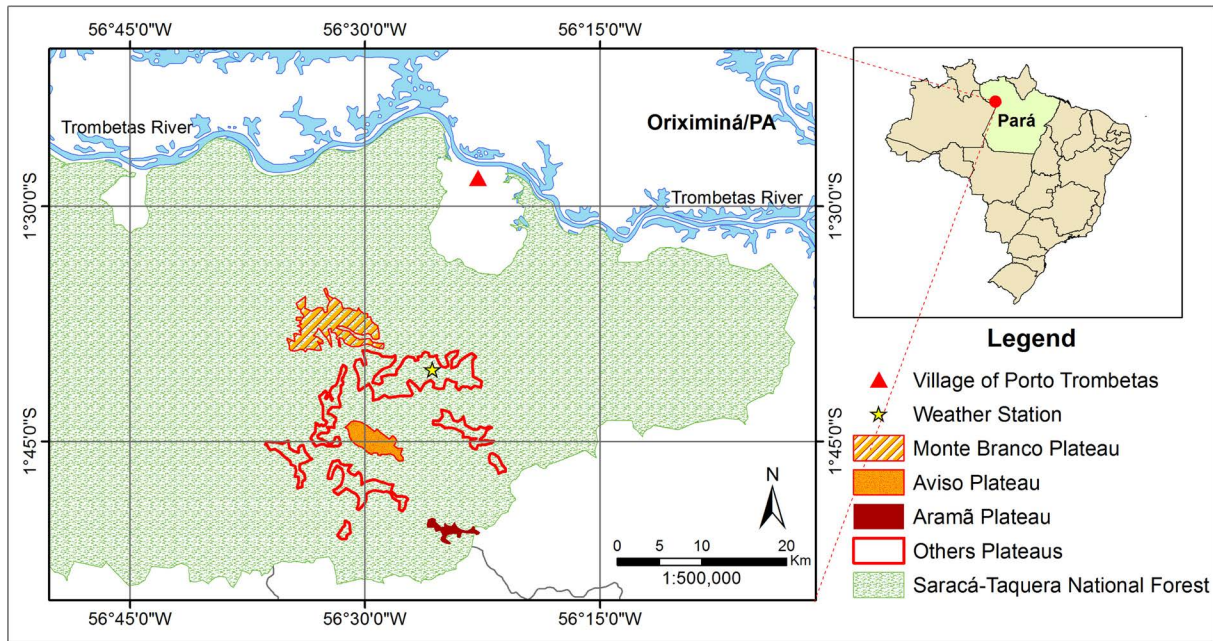 56°45'0"W 56°30'0"W 56°15'0"W
Trombetas River
Oriximiná/PA
Trombetas River
1°30'0"S
1°30'0"S
1°45'0"S
1°45'0"S
N
0 5 10 20
Km
1:500,000
56°45'0"W 56°30'0"W 56°15'0"W
Pará
Legend
Village of Porto Trombetas
Weather Station
Monte Branco Plateau
Aviso Plateau
Aramã Plateau
Others Plateaus
Saracá-Taquera National Forest